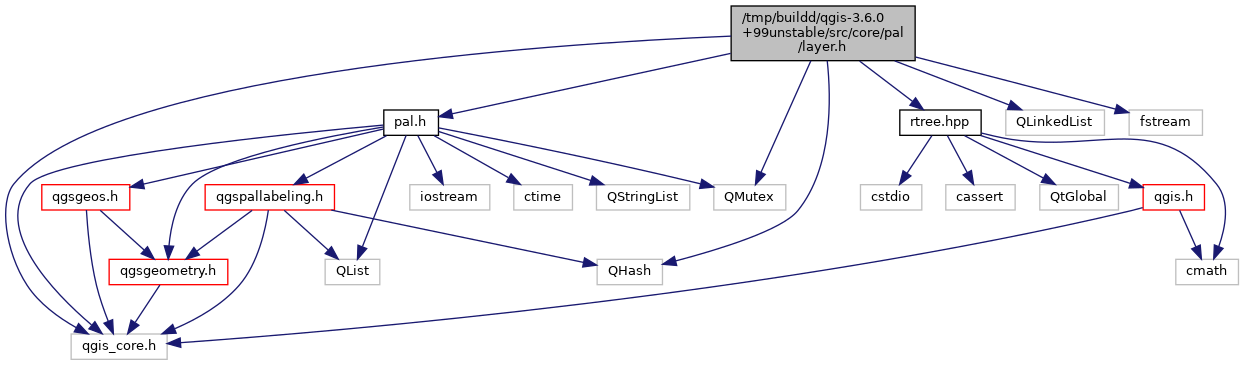 /tmp/buildd/qgis-3.6.0
+99unstable/src/core/pal
/layer.h
pal.h
rtree.hpp
QLinkedList
fstream
qgsgeos.h
qgspallabeling.h
iostream
ctime
QStringList
QMutex
cstdio
cassert
QtGlobal
qgis.h
qgsgeometry.h
QList
QHash
cmath
qgis_core.h